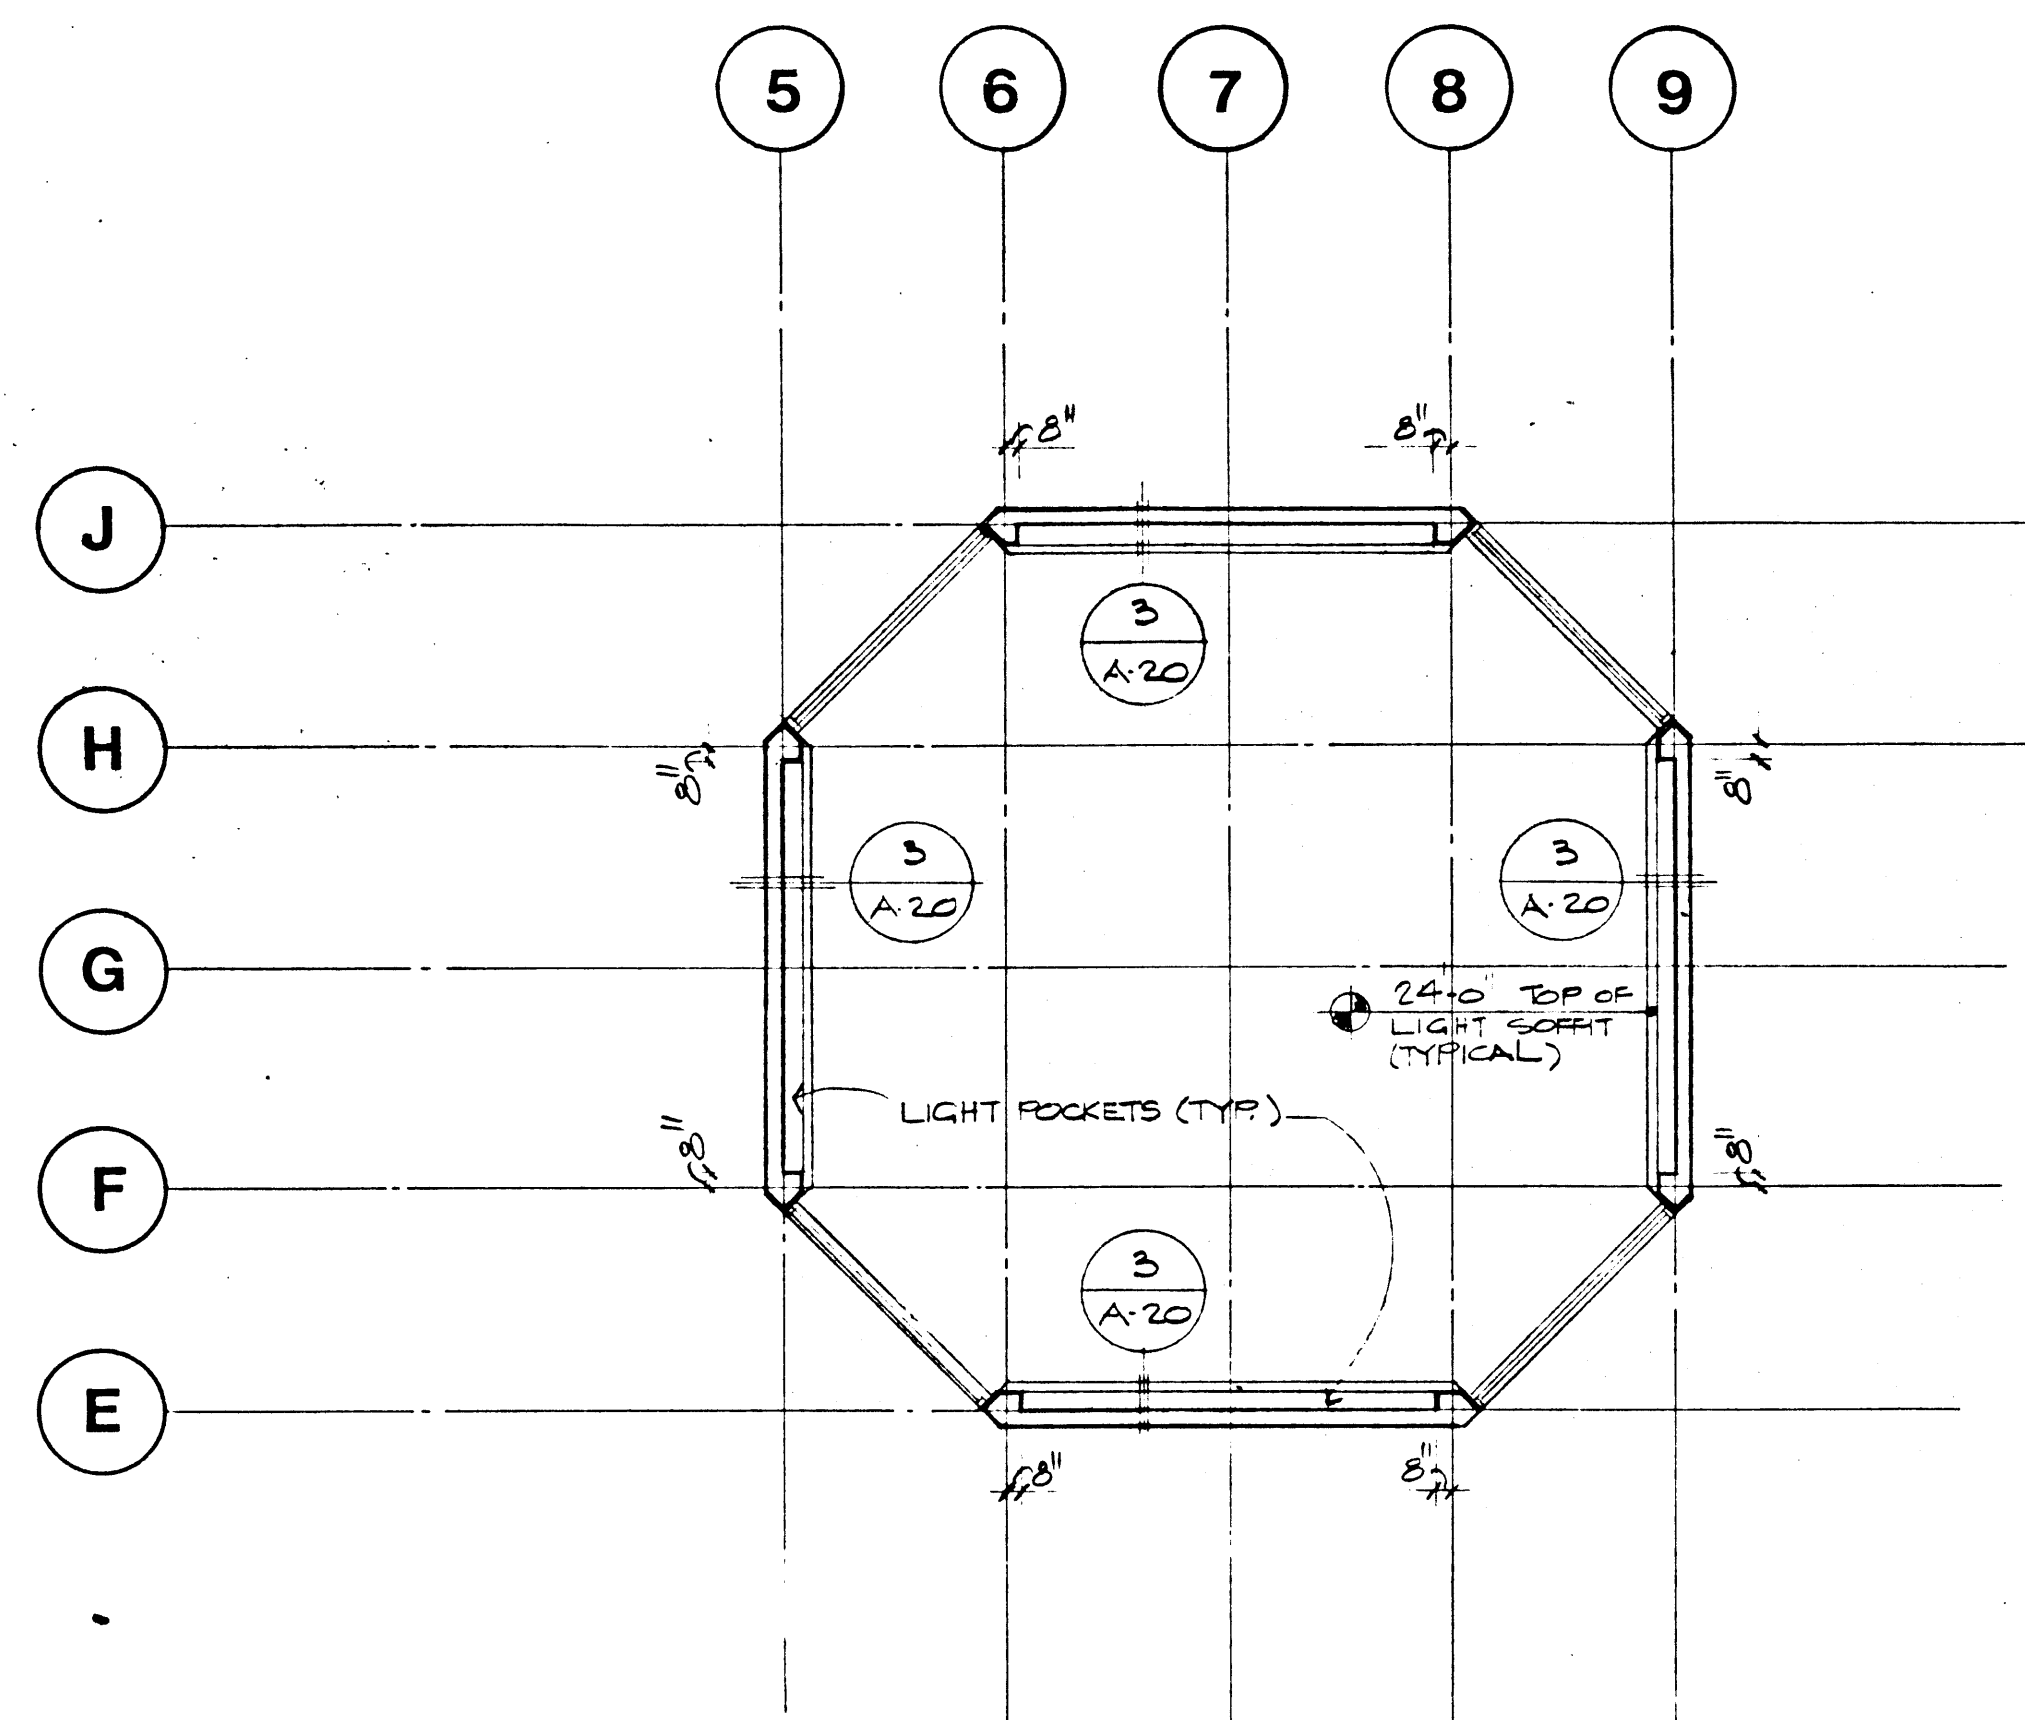 5 6 7 8 9
8" 8"
J
3
A-20
H
8" 8"
3 3
A-20 A-20
G
24'-0" TOP OF
LIGHT SOFFIT
(TYPICAL)
LIGHT POCKETS (TYP.)
8" 8"
F
3
A-20
E
8" 8"